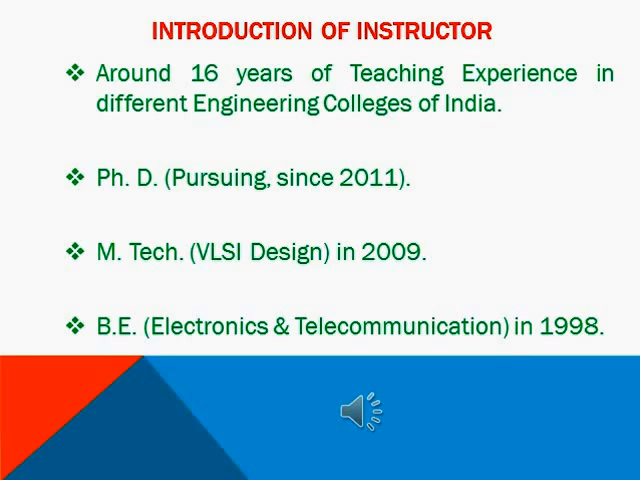 INTRODUCTION OF INSTRUCTOR
❖ Around 16 years of Teaching Experience in
different Engineering Colleges of India.
❖ Ph. D. (Pursuing, since 2011).
❖ M. Tech. (VLSI Design) in 2009.
❖ B.E. (Electronics & Telecommunication) in 1998.